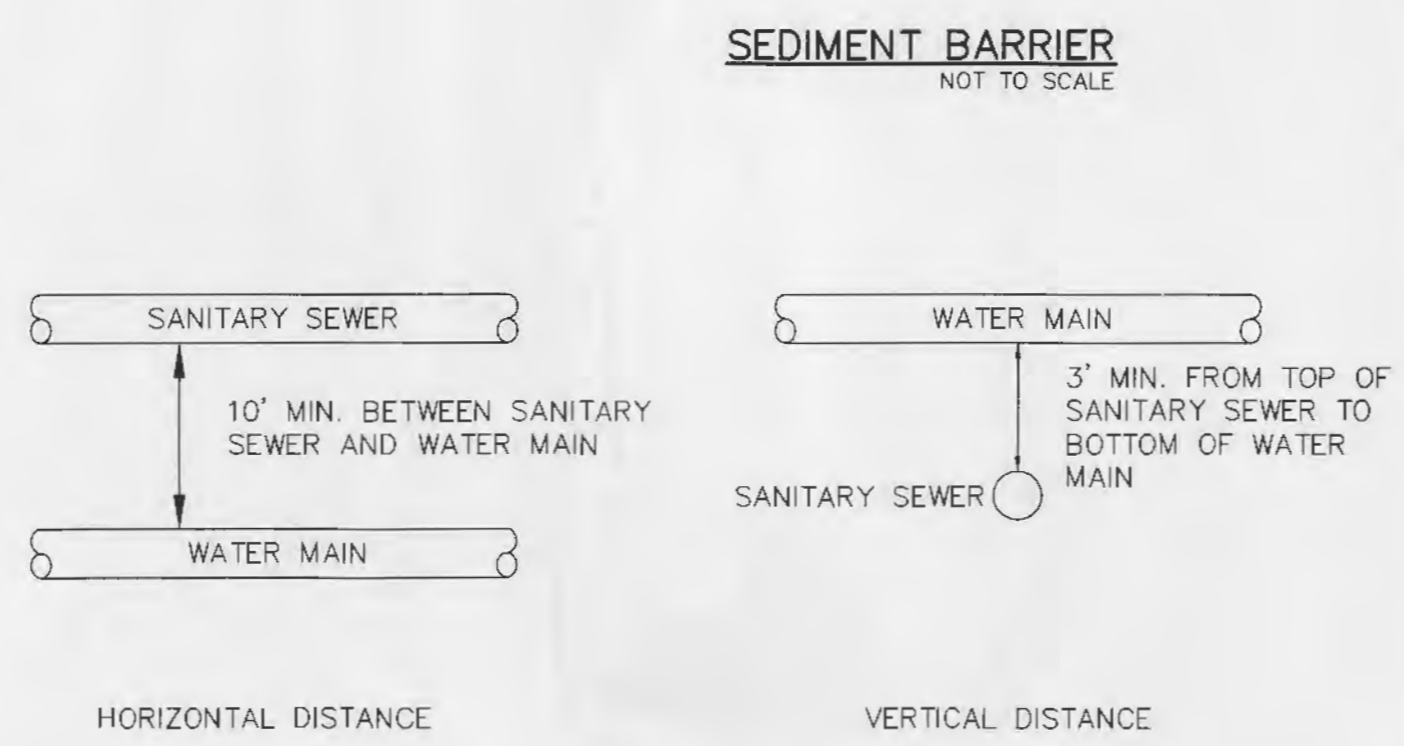 SEDIMENT BARRIER
NOT TO SCALE
SANITARY SEWER
10' MIN. BETWEEN SANITARY
SEWER AND WATER MAIN
WATER MAIN
HORIZONTAL DISTANCE
WATER MAIN
3' MIN. FROM TOP OF
SANITARY SEWER TO
BOTTOM OF WATER
MAIN
SANITARY SEWER
VERTICAL DISTANCE